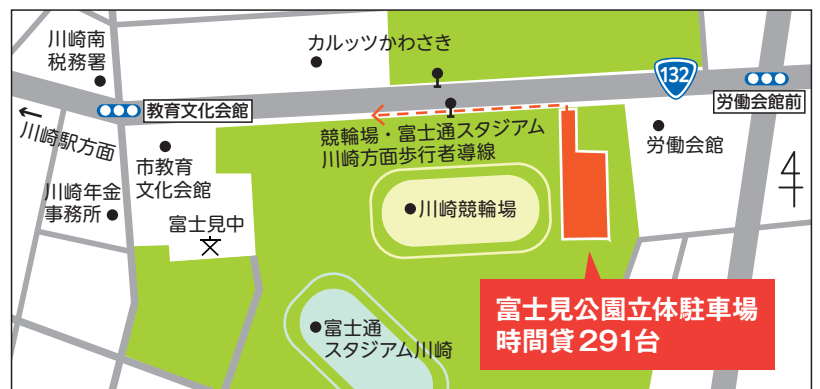 川崎南
税務署
カルッツかわさき
132
教育文化会館
労働会館前
川崎駅方面
競輪場・富士通スタジアム
川崎方面歩行者導線
労働会館
市教育
文化会館
川崎年金
事務所
富士見中
文
川崎競輪場
富士通
スタジアム川崎
富士見公園立体駐車場
時間貸291台